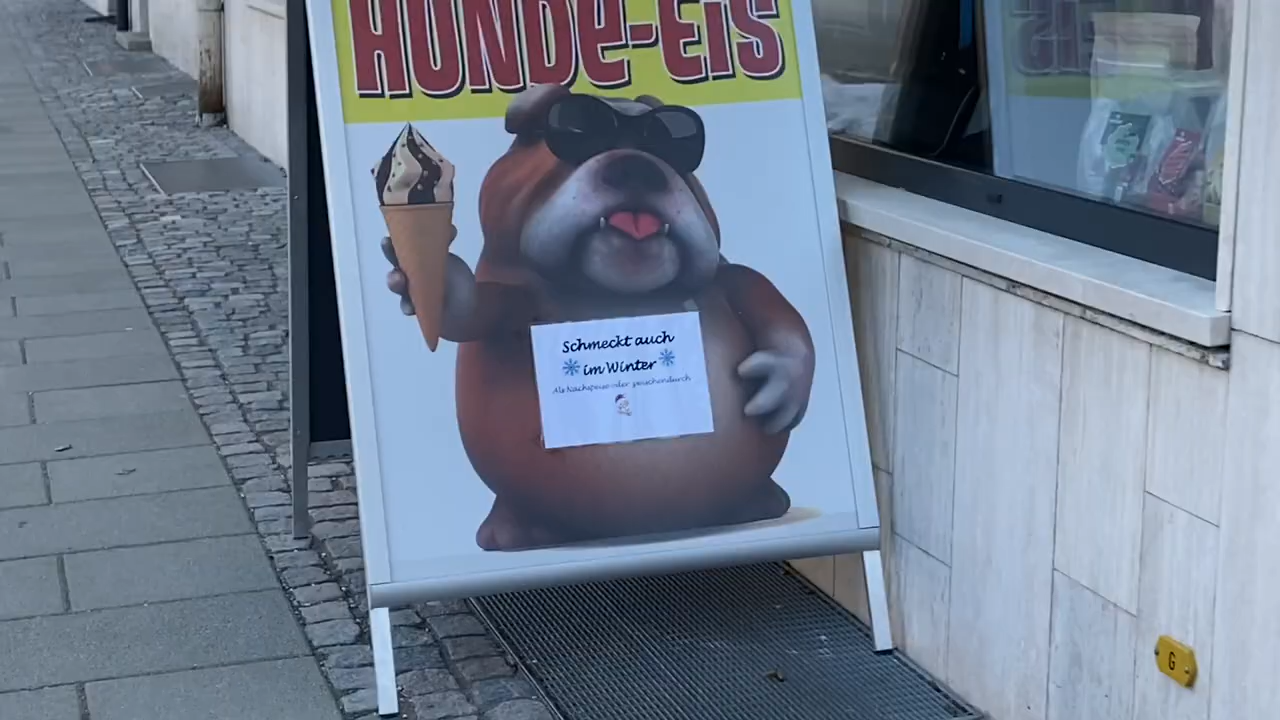 HUNDe-EiS
Schmeckt auch
im Winter
Als Nachspeise oder zwischendurch
G